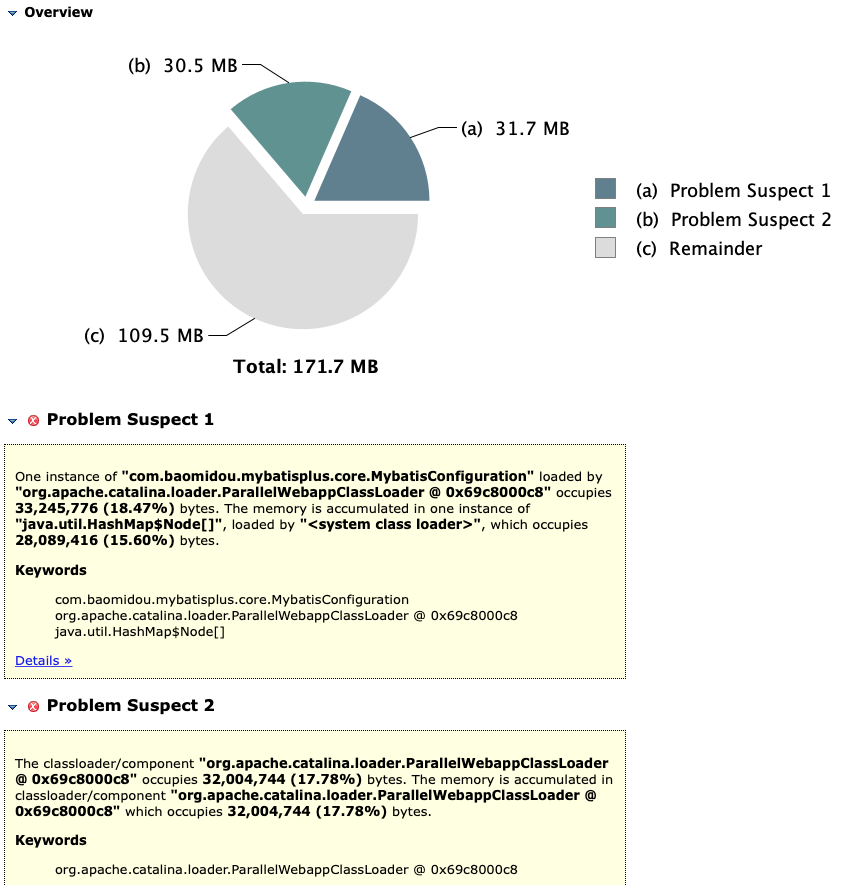 Overview
(b) 30.5 MB
(a) 31.7 MB
(a) Problem Suspect 1
(b) Problem Suspect 2
(c) Remainder
(c) 109.5 MB
Total: 171.7 MB
Problem Suspect 1
One instance of "com.baomidou.mybatisplus.core.MybatisConfiguration" loaded by
"org.apache.catalina.loader.ParallelWebappClassLoader @ 0x69c8000c8" occupies
33,245,776 (18.47%) bytes. The memory is accumulated in one instance of
"java.util.HashMap$Node[]", loaded by "<system class loader>", which occupies
28,089,416 (15.60%) bytes.
Keywords
com.baomidou.mybatisplus.core.MybatisConfiguration
org.apache.catalina.loader.ParallelWebappClassLoader @ 0x69c8000c8
java.util.HashMap$Node[]
Details »
Problem Suspect 2
The classloader/component "org.apache.catalina.loader.ParallelWebappClassLoader
@ 0x69c8000c8" occupies 32,004,744 (17.78%) bytes. The memory is accumulated in
classloader/component "org.apache.catalina.loader.ParallelWebappClassLoader @
0x69c8000c8" which occupies 32,004,744 (17.78%) bytes.
Keywords
org.apache.catalina.loader.ParallelWebappClassLoader @ 0x69c8000c8